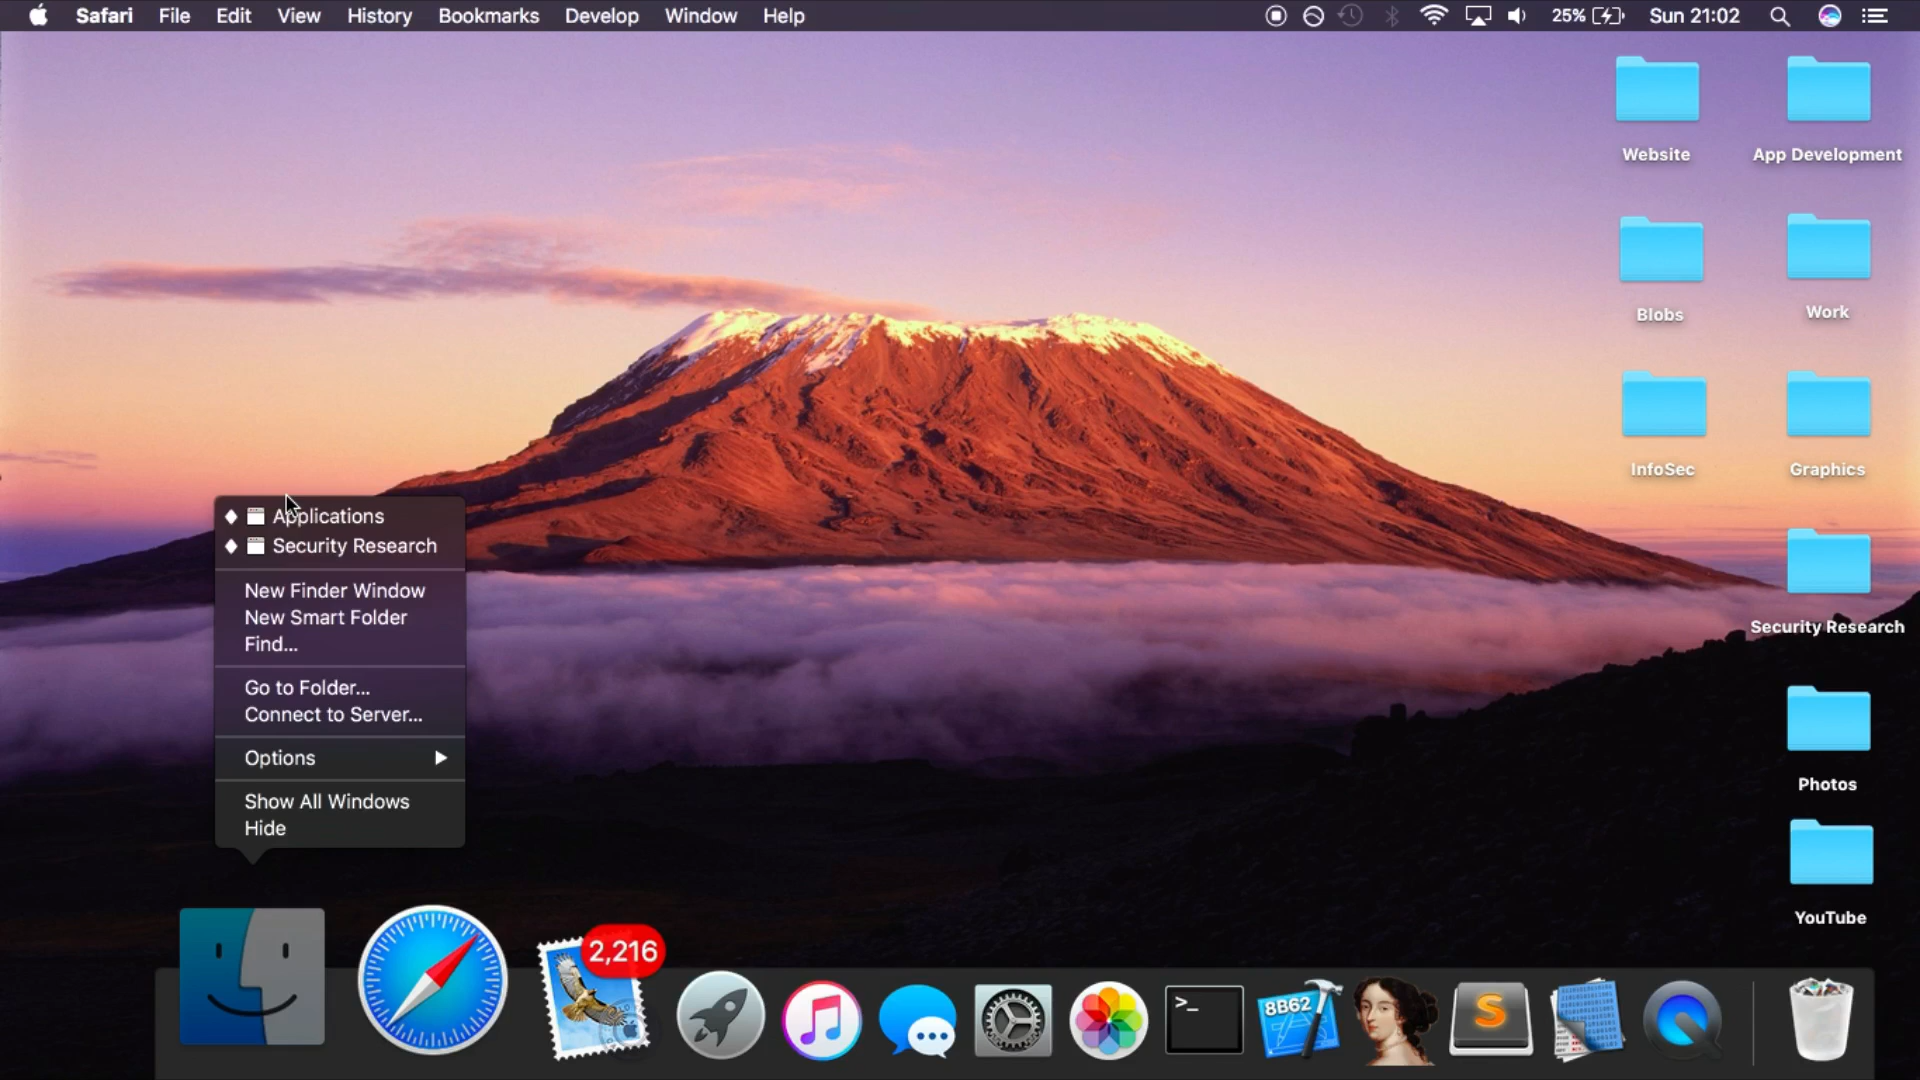 Safari File Edit View History Bookmarks Develop Window Help 25% Sun 21:02
Website
App Development
Blobs
Work
InfoSec
Graphics
Security Research
Photos
YouTube
Applications
Security Research
New Finder Window
New Smart Folder
Find...
Go to Folder...
Connect to Server...
Options
Show All Windows
Hide
2,216
>_
8B62
S